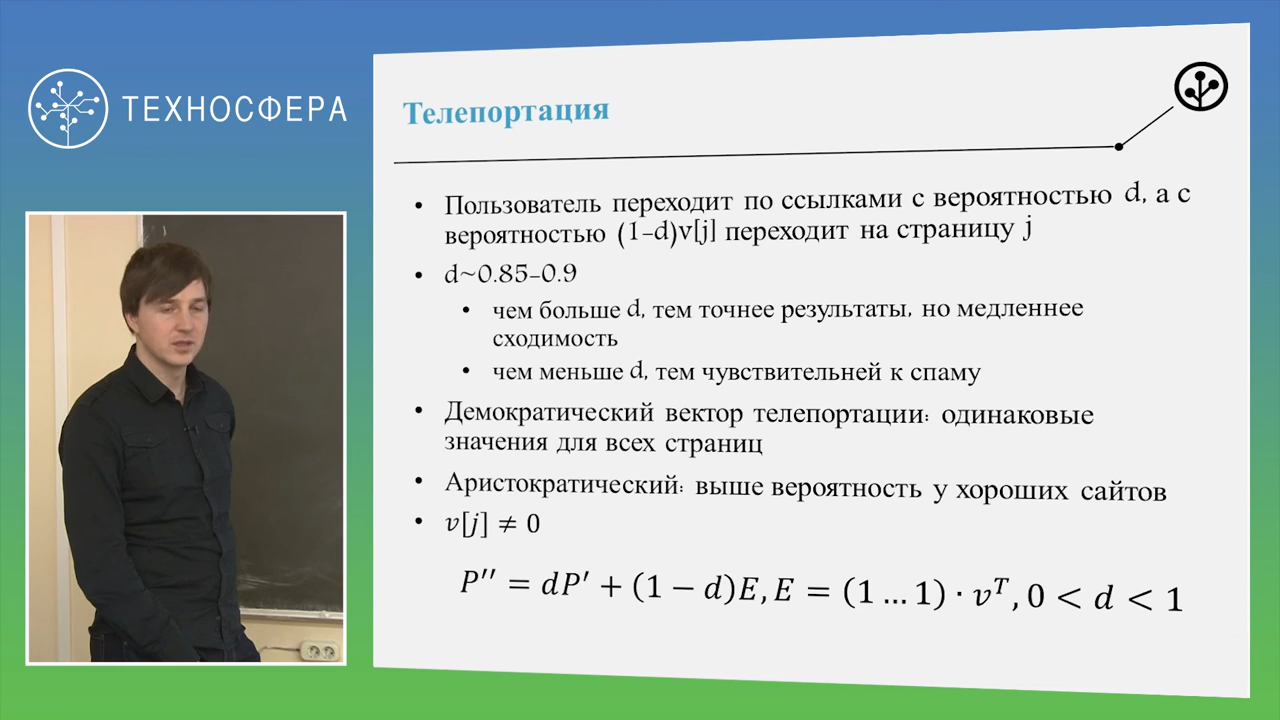 ТЕХНОСФЕРА
Телепортация
• Пользователь переходит по ссылками с вероятностью d, а с
вероятностью (1-d)v[j] переходит на страницу j
• d~0.85-0.9
• чем больше d, тем точнее результаты, но медленнее
сходимость
• чем меньше d, тем чувствительней к спаму
• Демократический вектор телепортации: одинаковые
значения для всех страниц
• Аристократический: выше вероятность у хороших сайтов
• v[j] ≠ 0
P′′ = dP′ + (1 − d)E, E = (1 … 1) · vᵀ, 0 < d < 1